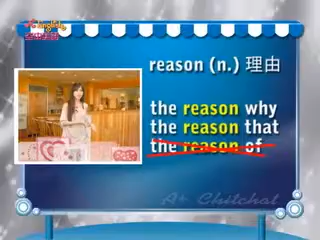 reason (n.) 理由
the reason why
the reason that
the reason of
A+ Chitchat